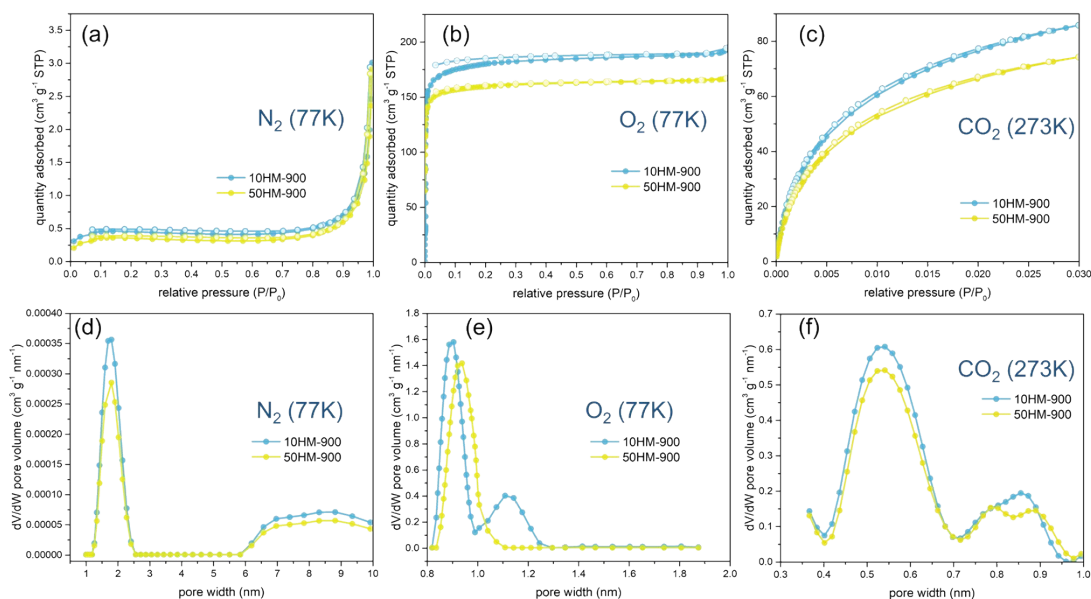 (a)
N₂ (77K)
10HM-900
50HM-900
quantity adsorbed (cm³ g⁻¹ STP)
3.5
3.0
2.5
2.0
1.5
1.0
0.5
0.0
0.0 0.1 0.2 0.3 0.4 0.5 0.6 0.7 0.8 0.9 1.0
relative pressure (P/P₀)
(b)
O₂ (77K)
10HM-900
50HM-900
quantity adsorbed (cm³ g⁻¹ STP)
200
150
100
50
0
0.0 0.1 0.2 0.3 0.4 0.5 0.6 0.7 0.8 0.9 1.0
relative pressure (P/P₀)
(c)
CO₂ (273K)
10HM-900
50HM-900
quantity adsorbed (cm³ g⁻¹ STP)
80
60
40
20
0
0.000 0.005 0.010 0.015 0.020 0.025 0.030
relative pressure (P/P₀)
(d)
N₂ (77K)
10HM-900
50HM-900
dV/dW pore volume (cm³ g⁻¹ nm⁻¹)
0.00040
0.00035
0.00030
0.00025
0.00020
0.00015
0.00010
0.00005
0.00000
1 2 3 4 5 6 7 8 9 10
pore width (nm)
(e)
O₂ (77K)
10HM-900
50HM-900
dV/dW pore volume (cm³ g⁻¹ nm⁻¹)
1.8
1.6
1.4
1.2
1.0
0.8
0.6
0.4
0.2
0.0
0.8 1.0 1.2 1.4 1.6 1.8 2.0
pore width (nm)
(f)
CO₂ (273K)
10HM-900
50HM-900
dV/dW pore volume (cm³ g⁻¹ nm⁻¹)
0.7
0.6
0.5
0.4
0.3
0.2
0.1
0.0
0.3 0.4 0.5 0.6 0.7 0.8 0.9 1.0
pore width (nm)